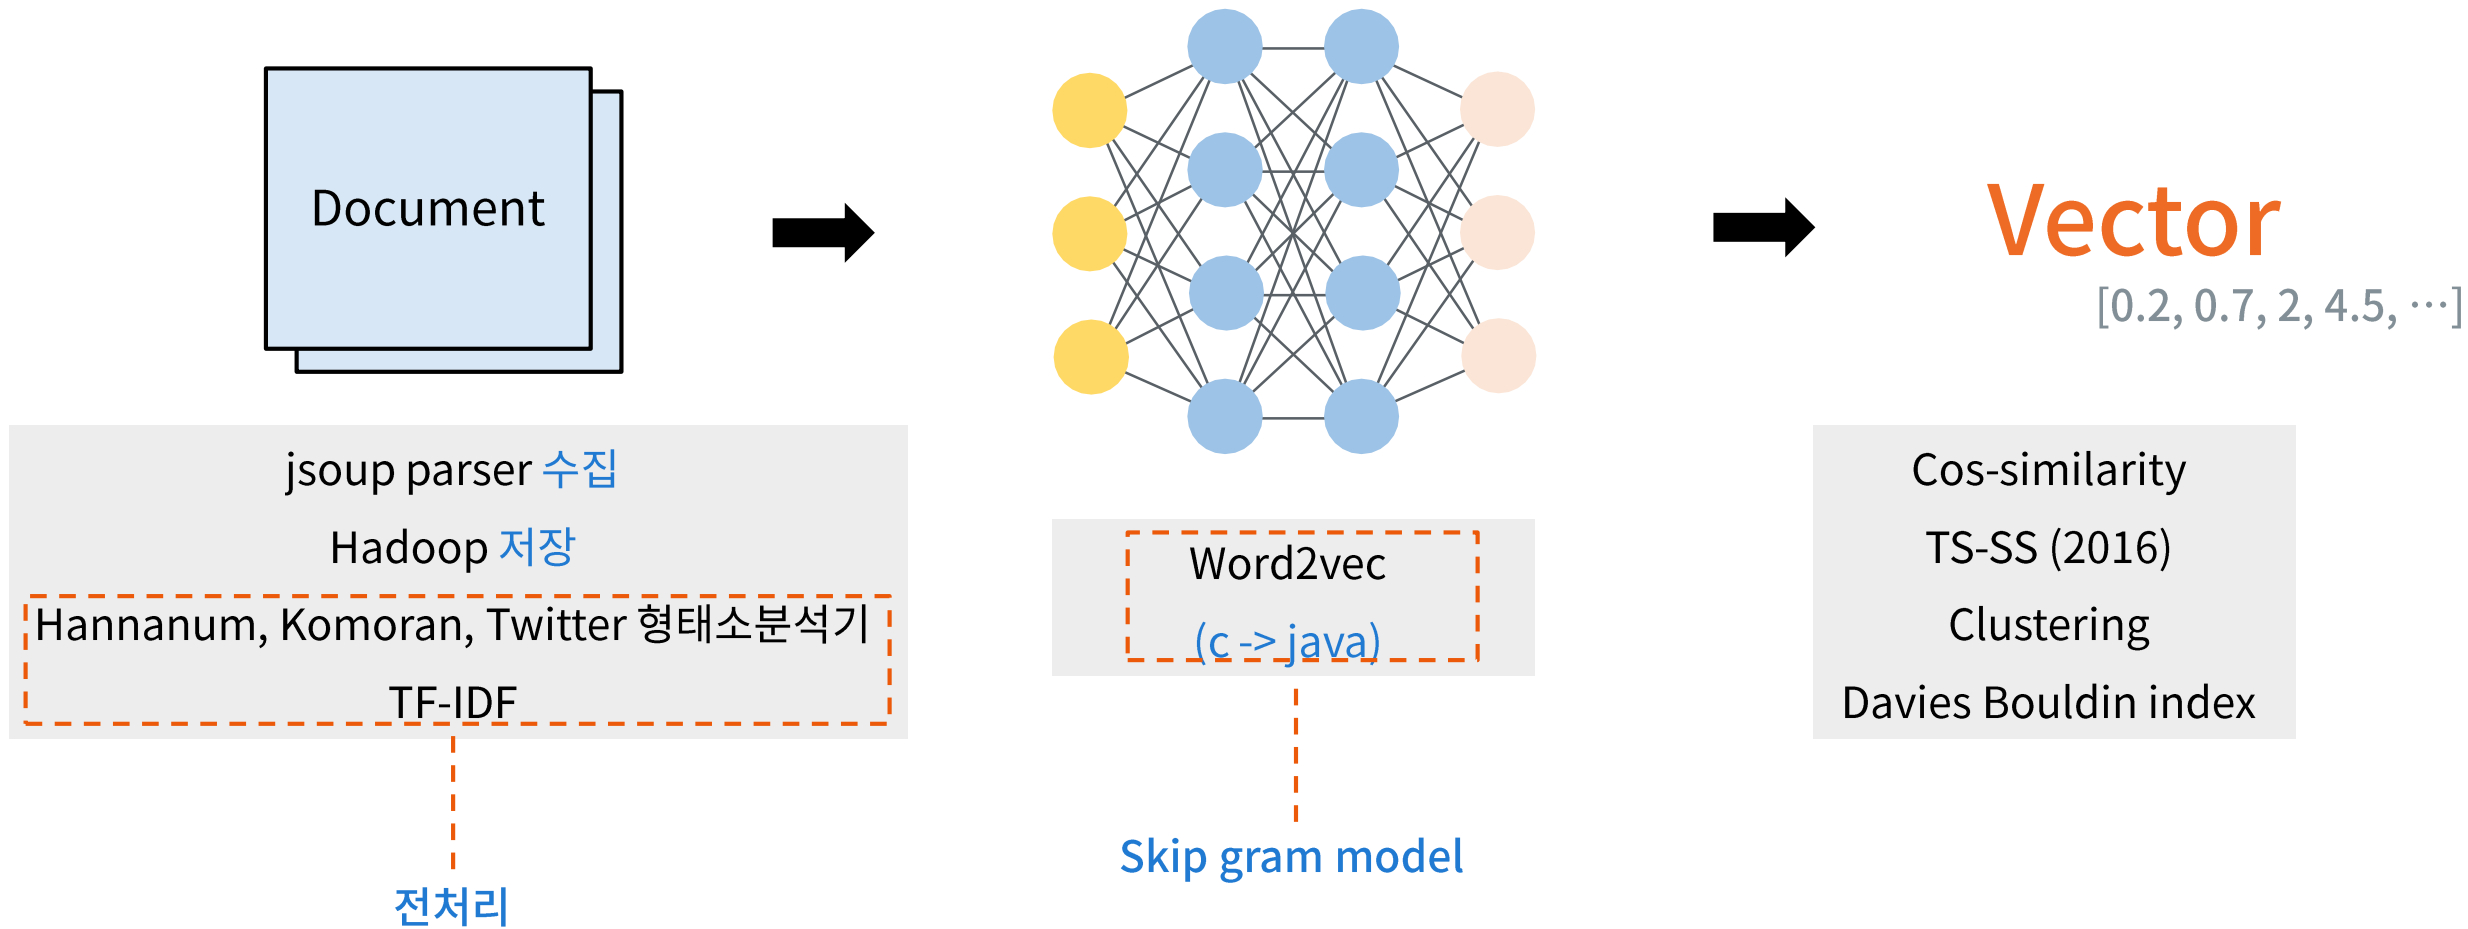 Document
jsoup parser 수집
Hadoop 저장
Hannanum, Komoran, Twitter 형태소분석기
TF-IDF
전처리
Word2vec
(c -> java)
Skip gram model
Vector
[0.2, 0.7, 2, 4.5, …]
Cos-similarity
TS-SS (2016)
Clustering
Davies Bouldin index